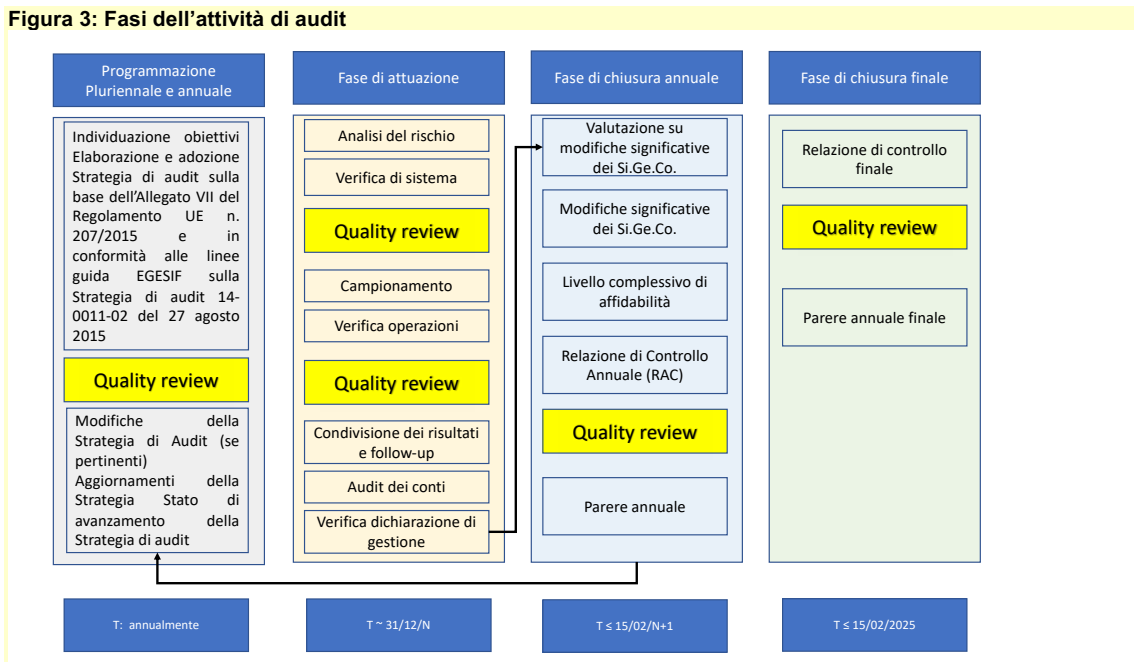 Figura 3: Fasi dell'attività di audit
Programmazione
Pluriennale e annuale
Individuazione obiettivi
Elaborazione e adozione
Strategia di audit sulla
base dell'Allegato VII del
Regolamento UE n.
207/2015 e in
conformità alle linee
guida EGESIF sulla
Strategia di audit 14-
0011-02 del 27 agosto
2015
Quality review
Modifiche della
Strategia di Audit (se
pertinenti)
Aggiornamenti della
Strategia Stato di
avanzamento della
Strategia di audit
T: annualmente
Fase di attuazione
Analisi del rischio
Verifica di sistema
Quality review
Campionamento
Verifica operazioni
Quality review
Condivisione dei risultati
e follow-up
Audit dei conti
Verifica dichiarazione di
gestione
T ~ 31/12/N
Fase di chiusura annuale
Valutazione su
modifiche significative
dei Si.Ge.Co.
Modifiche significative
dei Si.Ge.Co.
Livello complessivo di
affidabilità
Relazione di Controllo
Annuale (RAC)
Quality review
Parere annuale
T ≤ 15/02/N+1
Fase di chiusura finale
Relazione di controllo
finale
Quality review
Parere annuale finale
T ≤ 15/02/2025